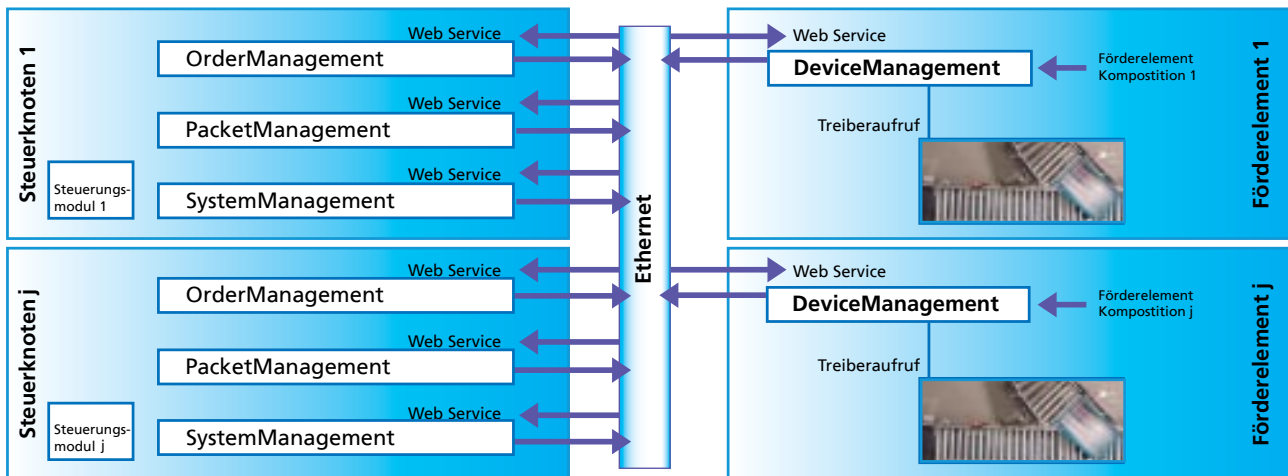 Steuerknoten 1
Web Service
OrderManagement
Web Service
PacketManagement
Web Service
SystemManagement
Steuerungs-
modul 1
Ethernet
Web Service
DeviceManagement
Förderelement
Kompostition 1
Treiberaufruf
Förderelement 1
Steuerknoten j
Web Service
OrderManagement
Web Service
PacketManagement
Web Service
SystemManagement
Steuerungs-
modul j
Web Service
DeviceManagement
Förderelement
Kompostition j
Treiberaufruf
Förderelement j